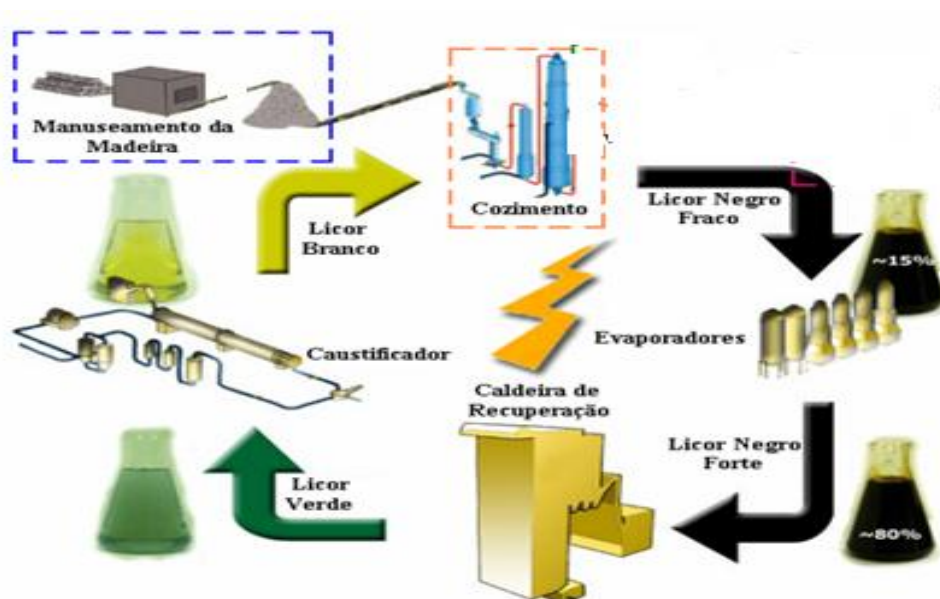 Manuseamento da
Madeira
Cozimento
Licor
Branco
Licor Negro
Fraco
~15%
Evaporadores
Caustificador
Caldeira de
Recuperação
Licor Negro
Forte
~80%
Licor
Verde